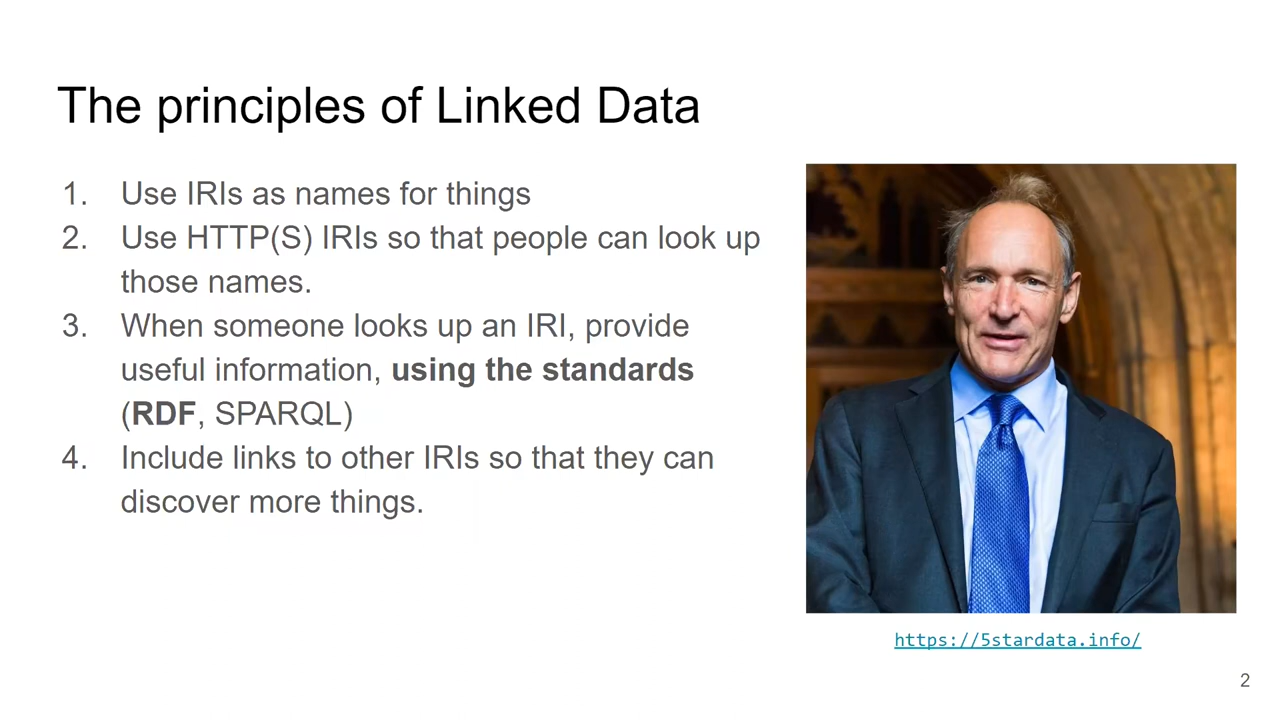 The principles of Linked Data
1. Use IRIs as names for things
2. Use HTTP(S) IRIs so that people can look up
those names.
3. When someone looks up an IRI, provide
useful information, using the standards
(RDF, SPARQL)
4. Include links to other IRIs so that they can
discover more things.
https://5stardata.info/
2